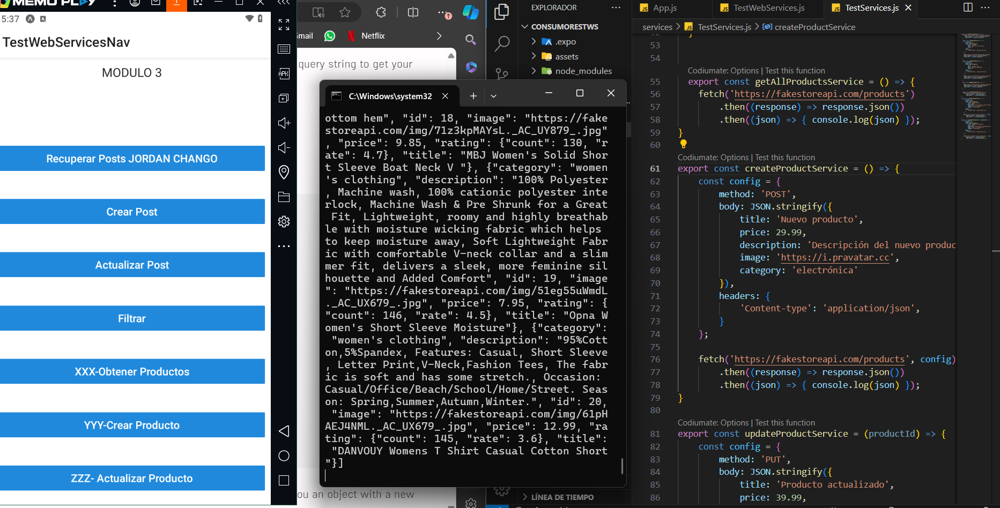 MEMU PLAY
5:37
TestWebServicesNav
MODULO 3
Recuperar Posts JORDAN CHANGO
Crear Post
Actualizar Post
Filtrar
XXX-Obtener Productos
YYY-Crear Producto
ZZZ- Actualizar Producto
APK
Gmail
Netflix
query string to get your
ou an object with a new
C:\Windows\system32
ottom hem", "id": 18, "image": "https://fake
storeapi.com/img/71z3kpMAYsL._AC_UY879_.jpg"
, "price": 9.85, "rating": {"count": 130, "r
ate": 4.7}, "title": "MBJ Women's Solid Shor
t Sleeve Boat Neck V "}, {"category": "women
's clothing", "description": "100% Polyester
, Machine wash, 100% cationic polyester inte
rlock, Machine Wash & Pre Shrunk for a Great
Fit, Lightweight, roomy and highly breathab
le with moisture wicking fabric which helps
to keep moisture away, Soft Lightweight Fabr
ic with comfortable V-neck collar and a slim
mer fit, delivers a sleek, more feminine sil
houette and Added Comfort", "id": 19, "image
": "https://fakestoreapi.com/img/51eg55uWmdL
._AC_UX679_.jpg", "price": 7.95, "rating": {
"count": 146, "rate": 4.5}, "title": "Opna W
omen's Short Sleeve Moisture"}, {"category":
"women's clothing", "description": "95%Cott
on,5%Spandex, Features: Casual, Short Sleeve
, Letter Print,V-Neck,Fashion Tees, The fabr
ic is soft and has some stretch., Occasion:
Casual/Office/Beach/School/Home/Street. Seas
on: Spring,Summer,Autumn,Winter.", "id": 20,
"image": "https://fakestoreapi.com/img/61pH
AEJ4NML._AC_UX679_.jpg", "price": 12.99, "ra
ting": {"count": 145, "rate": 3.6}, "title":
"DANVOUY Womens T Shirt Casual Cotton Short
"}]
EXPLORADOR
CONSUMORESTWS
.expo
assets
node_modules
LÍNEA DE TIEMPO
JS App.js
JS TestWebServices.js
JS TestServices.js
services > JS TestServices.js > createProductService
53
54
Codiumate: Options | Test this function
55 export const getAllProductsService = () => {
56 fetch('https://fakestoreapi.com/products')
57 .then((response) => response.json())
58 .then((json) => { console.log(json) });
59 }
60
Codiumate: Options | Test this function
61 export const createProductService = () => {
62 const config = {
63 method: 'POST',
64 body: JSON.stringify({
65 title: 'Nuevo producto',
66 price: 29.99,
67 description: 'Descripción del nuevo produc
68 image: 'https://i.pravatar.cc',
69 category: 'electrónica'
70 }),
71 headers: {
72 'Content-type': 'application/json',
73 }
74 };
75
76 fetch('https://fakestoreapi.com/products', config)
77 .then((response) => response.json())
78 .then((json) => { console.log(json) });
79 }
80
Codiumate: Options | Test this function
81 export const updateProductService = (productId) => {
82 const config = {
83 method: 'PUT',
84 body: JSON.stringify({
85 title: 'Producto actualizado',
86 price: 39.99,